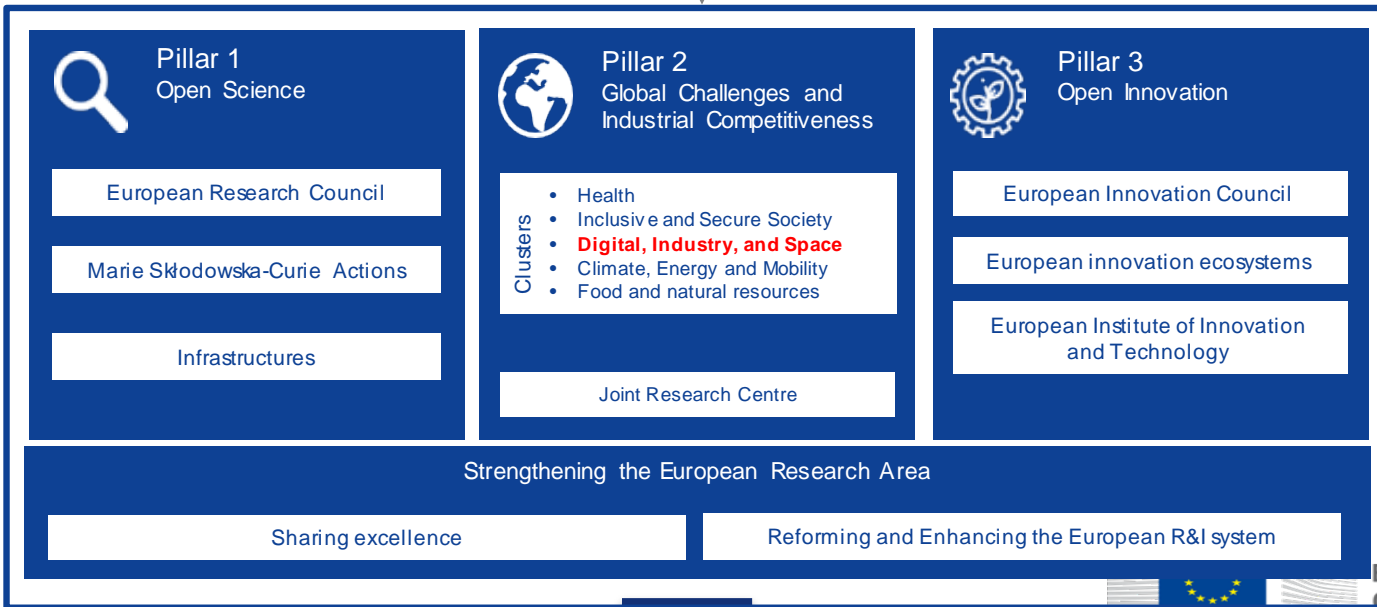 Pillar 1
Open Science
European Research Council
Marie Skłodowska-Curie Actions
Infrastructures
Pillar 2
Global Challenges and
Industrial Competitiveness
Clusters
• Health
• Inclusive and Secure Society
• Digital, Industry, and Space
• Climate, Energy and Mobility
• Food and natural resources
Joint Research Centre
Pillar 3
Open Innovation
European Innovation Council
European innovation ecosystems
European Institute of Innovation
and Technology
Strengthening the European Research Area
Sharing excellence
Reforming and Enhancing the European R&I system